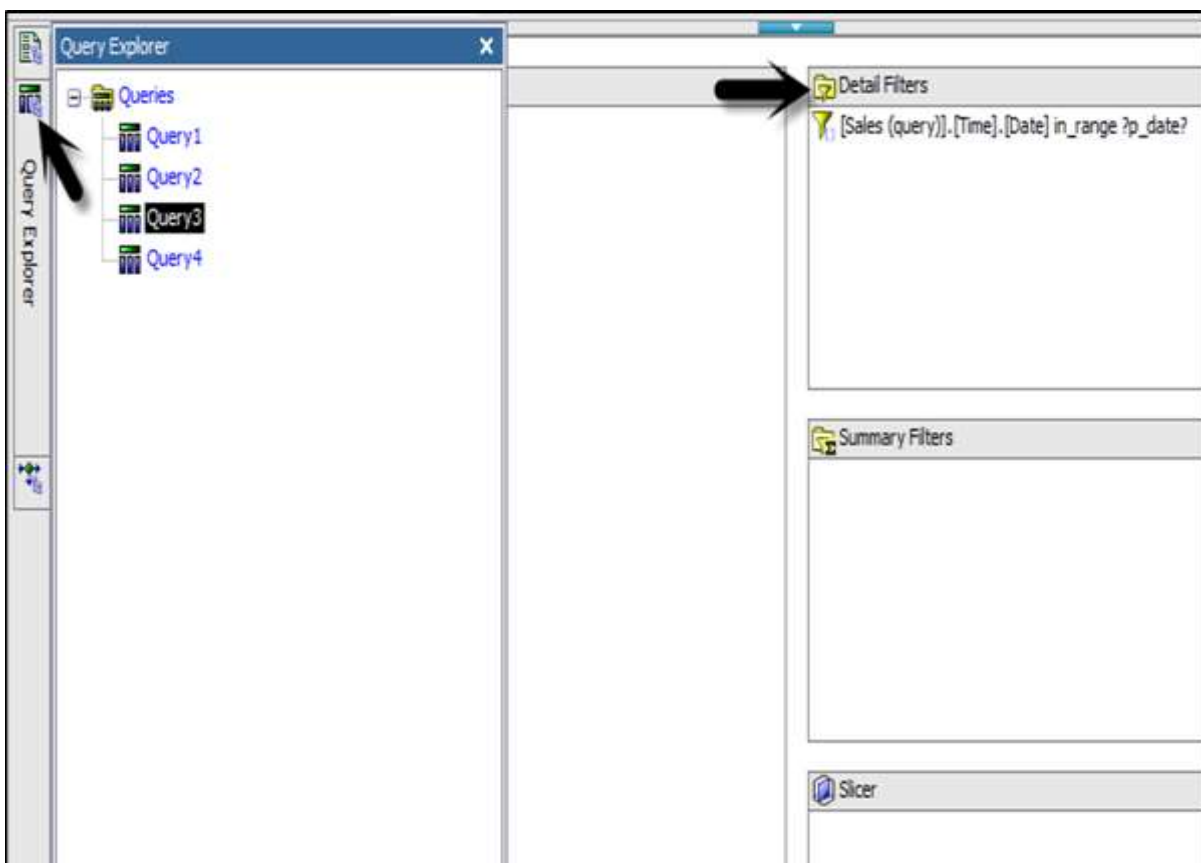 Query Explorer
Queries
Query1
Query2
Query3
Query4
Query Explorer
Detail Filters
[Sales (query)].[Time].[Date] in_range ?p_date?
Summary Filters
Slicer